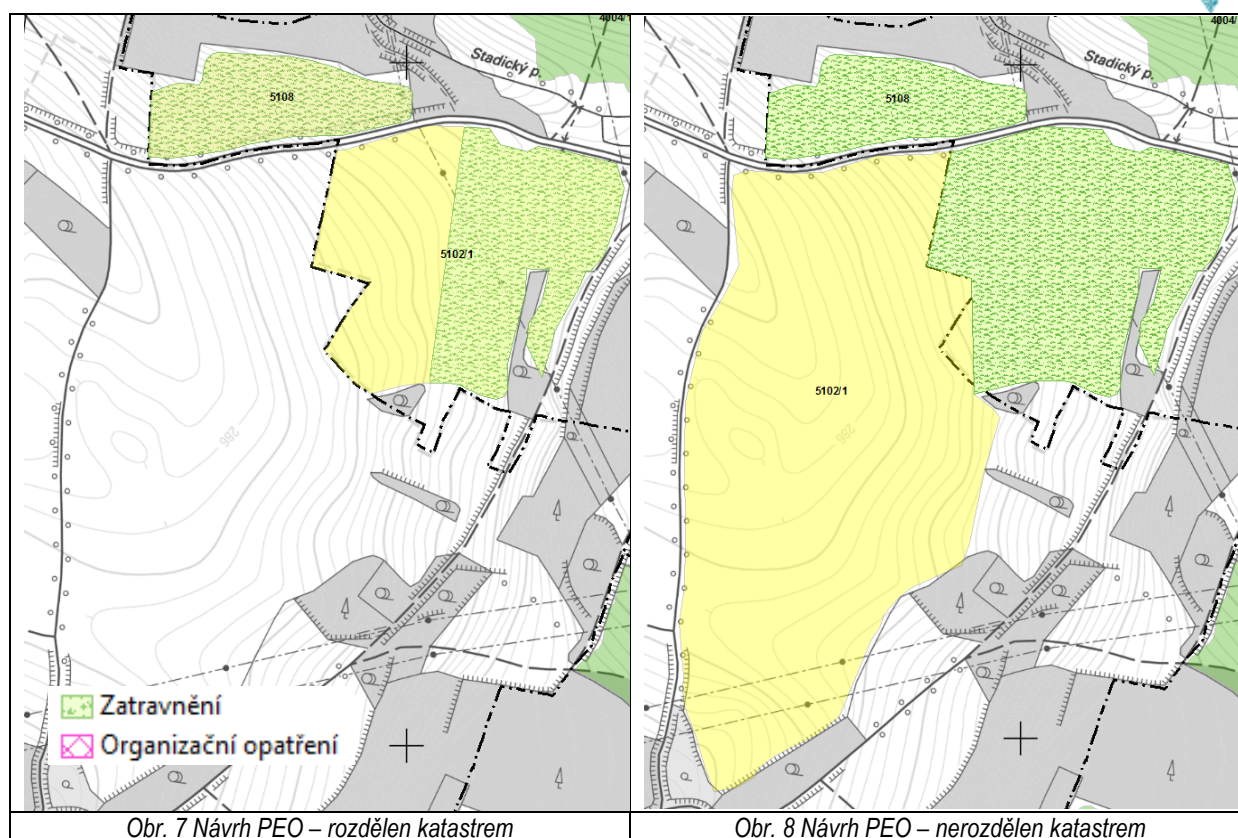 4004/1
Stadický p.
5108
5102/1
286
Zatravnění
Organizační opatření
Obr. 7 Návrh PEO – rozdělen katastrem
4004/
Stadický p.
5108
5102/1
286
Obr. 8 Návrh PEO – nerozdělen katastrem